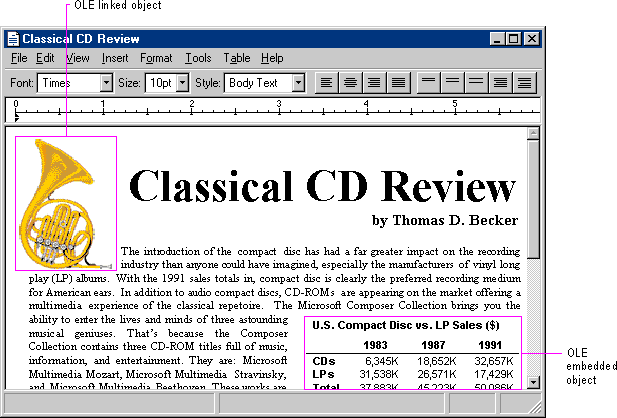 OLE linked object
Classical CD Review
File Edit View Insert Format Tools Table Help
Font: Times Size: 10pt Style: Body Text
0 1 2 3 4 5
Classical CD Review
by Thomas D. Becker
The introduction of the compact disc has had a far greater impact on the recording
industry than anyone could have imagined, especially the manufacturers of vinyl long
play (LP) albums. With the 1991 sales totals in, compact disc is clearly the preferred recording medium
for American ears. In addition to audio compact discs, CD-ROMs are appearing on the market offering a
multimedia experience of the classical repetoire. The Microsoft Composer Collection brings you the
ability to enter the lives and minds of three astounding
musical geniuses. That's because the Composer
Collection contains three CD-ROM titles full of music,
information, and entertainment. They are: Microsoft
Multimedia Mozart, Microsoft Multimedia Stravinsky,
and Microsoft Multimedia Beethoven. These works are
U.S. Compact Disc vs. LP Sales ($)
1983 1987 1991
CDs 6,345K 18,652K 32,657K
LPs 31,538K 26,571K 17,429K
Total 37,883K 45,223K 50,086K
OLE
embedded
object